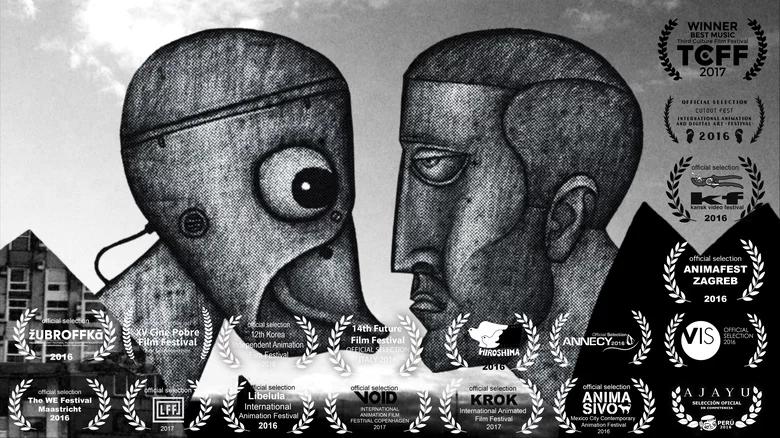 WINNER
BEST MUSIC
Third Culture Film Festival
TCFF
2017
OFFICIAL SELECTION
CUTOUT FEST
INTERNATIONAL ANIMATION
AND DIGITAL ART FESTIVAL
2016
official selection
kf
kansk video festival
2016
official selection
ANIMAFEST
ZAGREB
2016
official selection
żUBROFFKa
2016
XV Cine Pobre
Film Festival
official selection
12th Korea
Independent Animation
Festival
14th Future
Film Festival
OFFICIAL SELECTION
HIROSHIMA
2016
Official Selection
ANNECY 2016
VIS
OFFICIAL
SELECTION
2016
official selection
The WE Festival
Maastricht
2016
official selection
LFF
2017
official selection
Libelula
International
Animation Festival
2016
official selection
VOID
INTERNATIONAL
ANIMATION FILM
FESTIVAL COPENHAGEN
2017
official selection
KROK
International Animated
Film Festival
2017
official selection
ANIMA
SIVO
Mexico City Contemporary
Animation Festival
2016
AJAYU
SELECCIÓN OFICIAL
EN COMPETENCIA
PERÚ